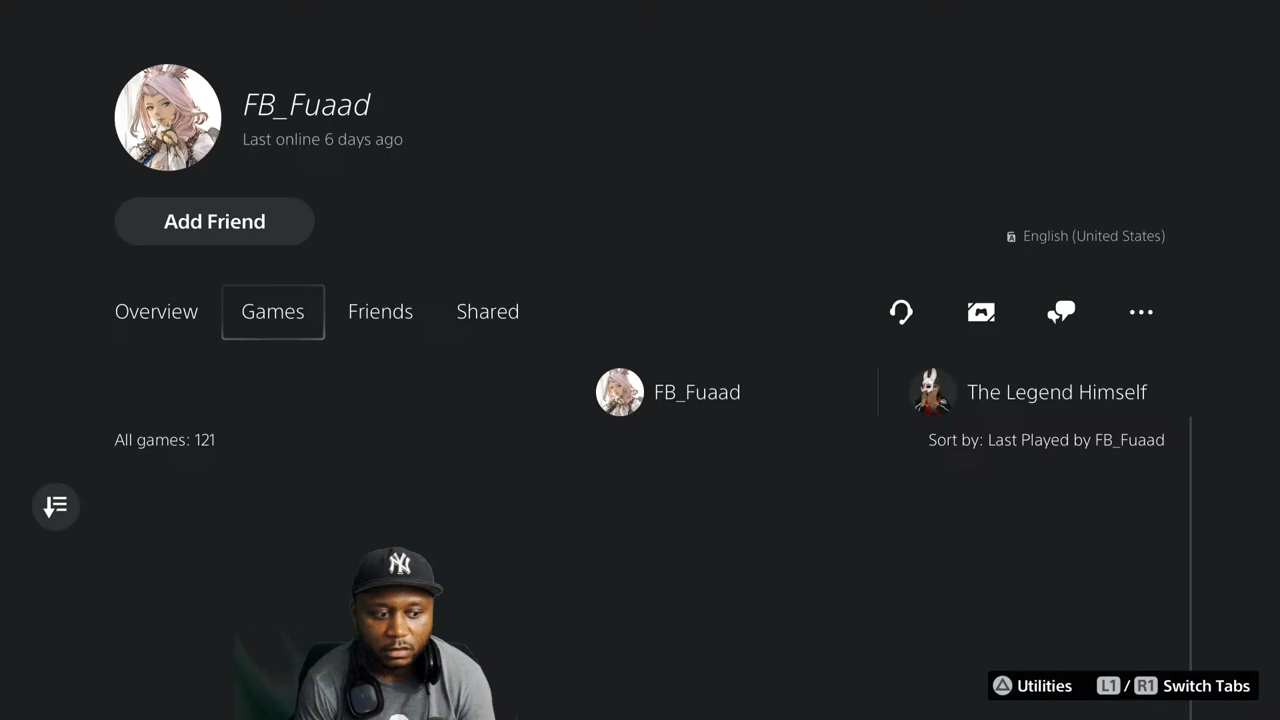 FB_Fuaad
Last online 6 days ago
Add Friend
English (United States)
Overview Games Friends Shared
FB_Fuaad The Legend Himself
All games: 121 Sort by: Last Played by FB_Fuaad
NY
Utilities L1 / R1 Switch Tabs